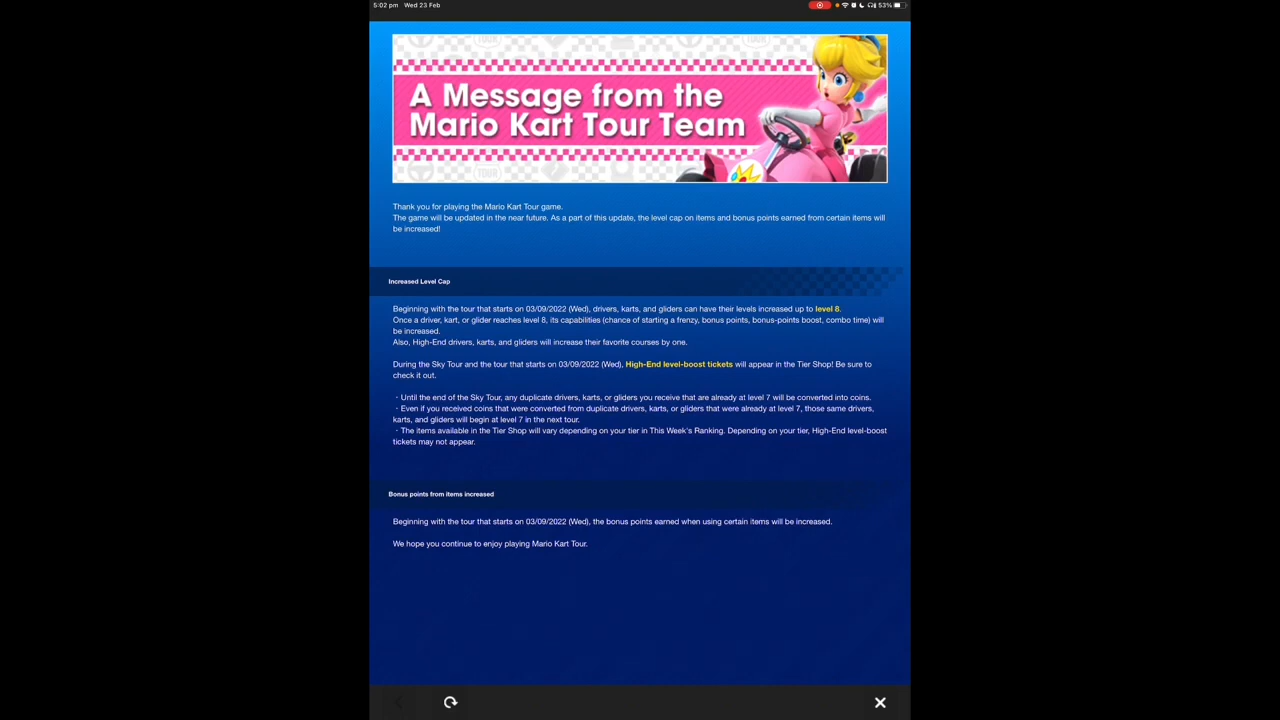 5:02 pm Wed 23 Feb 53%
TOUR TOUR
A Message from the
Mario Kart Tour Team
TOUR
Thank you for playing the Mario Kart Tour game.
The game will be updated in the near future. As a part of this update, the level cap on items and bonus points earned from certain items will
be increased!
Increased Level Cap
Beginning with the tour that starts on 03/09/2022 (Wed), drivers, karts, and gliders can have their levels increased up to level 8.
Once a driver, kart, or glider reaches level 8, its capabilities (chance of starting a frenzy, bonus points, bonus-points boost, combo time) will
be increased.
Also, High-End drivers, karts, and gliders will increase their favorite courses by one.
During the Sky Tour and the tour that starts on 03/09/2022 (Wed), High-End level-boost tickets will appear in the Tier Shop! Be sure to
check it out.
・Until the end of the Sky Tour, any duplicate drivers, karts, or gliders you receive that are already at level 7 will be converted into coins.
・Even if you received coins that were converted from duplicate drivers, karts, or gliders that were already at level 7, those same drivers,
karts, and gliders will begin at level 7 in the next tour.
・The items available in the Tier Shop will vary depending on your tier in This Week's Ranking. Depending on your tier, High-End level-boost
tickets may not appear.
Bonus points from items increased
Beginning with the tour that starts on 03/09/2022 (Wed), the bonus points earned when using certain items will be increased.
We hope you continue to enjoy playing Mario Kart Tour.